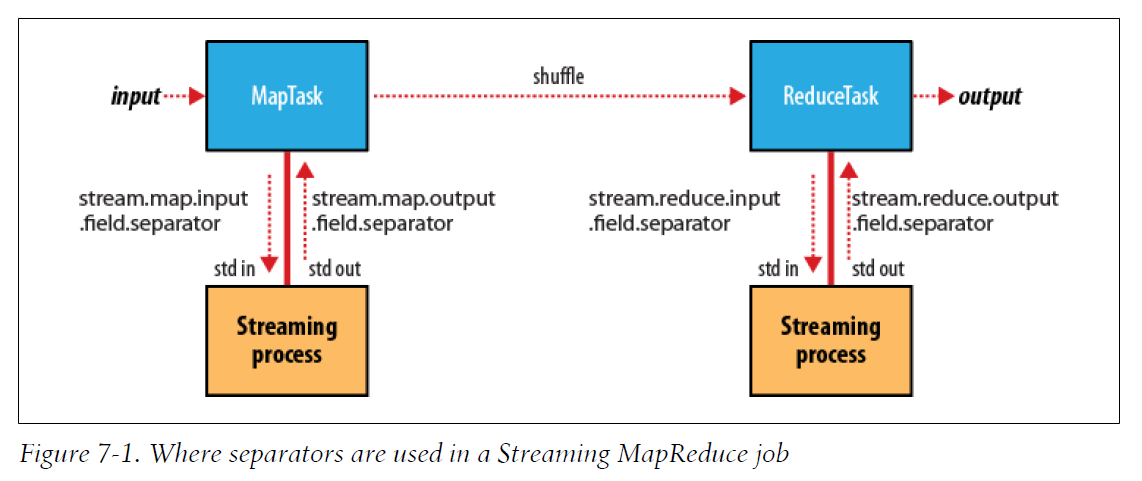 shuffle
input
MapTask
ReduceTask
output
stream.map.input
.field.separator
stream.map.output
.field.separator
stream.reduce.input
.field.separator
stream.reduce.output
.field.separator
std in
std out
std in
std out
Streaming
process
Streaming
process
Figure 7-1. Where separators are used in a Streaming MapReduce job